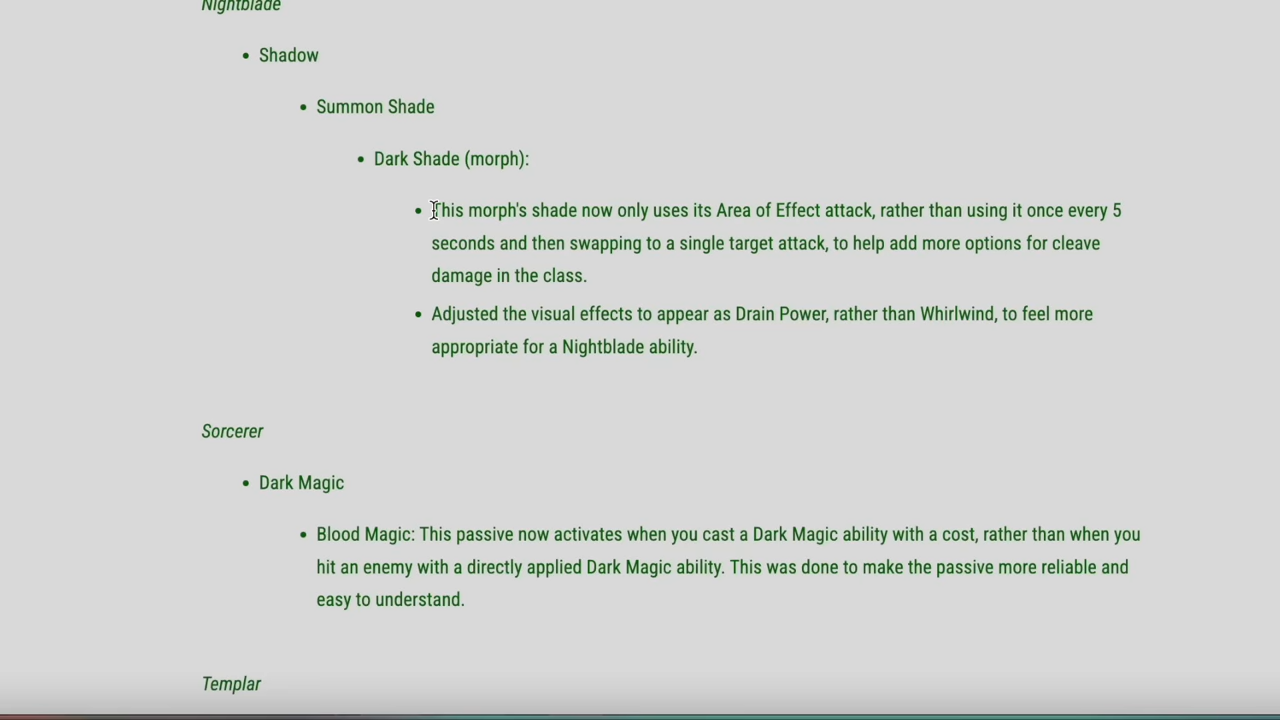 Nightblade
Shadow
Summon Shade
Dark Shade (morph):
This morph's shade now only uses its Area of Effect attack, rather than using it once every 5
seconds and then swapping to a single target attack, to help add more options for cleave
damage in the class.
Adjusted the visual effects to appear as Drain Power, rather than Whirlwind, to feel more
appropriate for a Nightblade ability.
Sorcerer
Dark Magic
Blood Magic: This passive now activates when you cast a Dark Magic ability with a cost, rather than when you
hit an enemy with a directly applied Dark Magic ability. This was done to make the passive more reliable and
easy to understand.
Templar